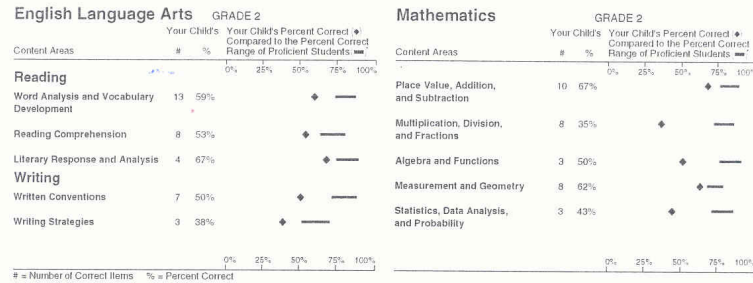 English Language Arts GRADE 2
Your Child's Your Child's Percent Correct (◆)
Compared to the Percent Correct
Content Areas # % Range of Proficient Students:
0% 25% 50% 75% 100%
Reading
Word Analysis and Vocabulary 13 59%
Development
Reading Comprehension 8 53%
Literary Response and Analysis 4 67%
Writing
Written Conventions 7 50%
Writing Strategies 3 38%
0% 25% 50% 75% 100%
# = Number of Correct Items % = Percent Correct
Mathematics GRADE 2
Your Child's Your Child's Percent Correct (◆)
Compared to the Percent Correct
Content Areas # % Range of Proficient Students:
0% 25% 50% 75% 100%
Place Value, Addition, 10 67%
and Subtraction
Multiplication, Division, 8 35%
and Fractions
Algebra and Functions 3 50%
Measurement and Geometry 8 62%
Statistics, Data Analysis, 3 43%
and Probability
0% 25% 50% 75% 100%